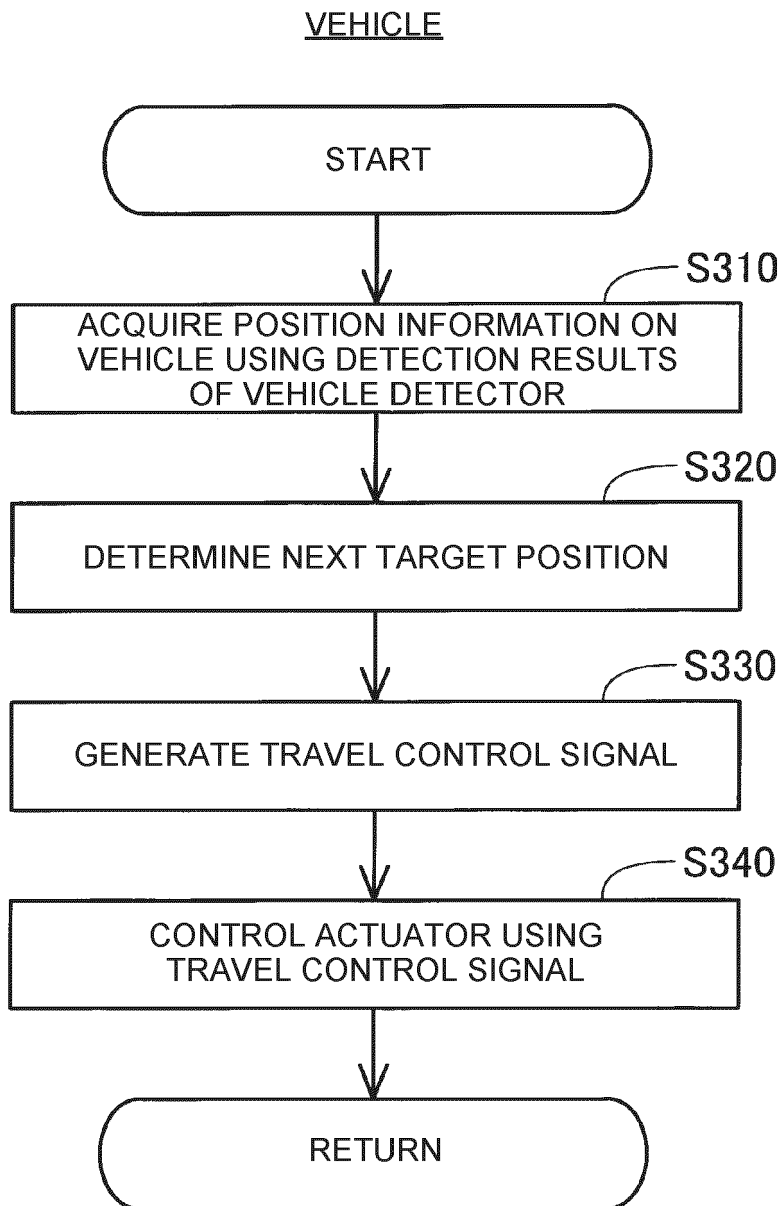 VEHICLE
START
S310
ACQUIRE POSITION INFORMATION ON
VEHICLE USING DETECTION RESULTS
OF VEHICLE DETECTOR
S320
DETERMINE NEXT TARGET POSITION
S330
GENERATE TRAVEL CONTROL SIGNAL
S340
CONTROL ACTUATOR USING
TRAVEL CONTROL SIGNAL
RETURN